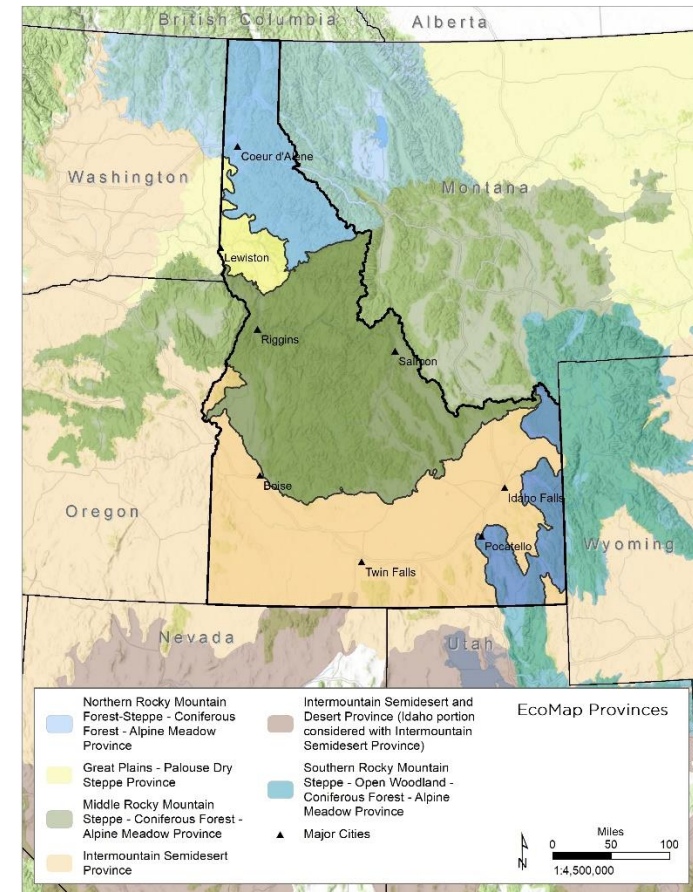 British Columbia
Alberta
Washington
Montana
Coeur d'Alene
Lewiston
Riggins
Salmon
Oregon
Boise
Idaho Falls
Pocatello
Wyoming
Twin Falls
Nevada
Utah
Northern Rocky Mountain
Forest-Steppe - Coniferous
Forest - Alpine Meadow
Province
Great Plains - Palouse Dry
Steppe Province
Middle Rocky Mountain
Steppe - Coniferous Forest -
Alpine Meadow Province
Intermountain Semidesert
Province
Intermountain Semidesert and
Desert Province (Idaho portion
considered with Intermountain
Semidesert Province)
Southern Rocky Mountain
Steppe - Open Woodland -
Coniferous Forest - Alpine
Meadow Province
Major Cities
EcoMap Provinces
N
Miles
0 50 100
1:4,500,000